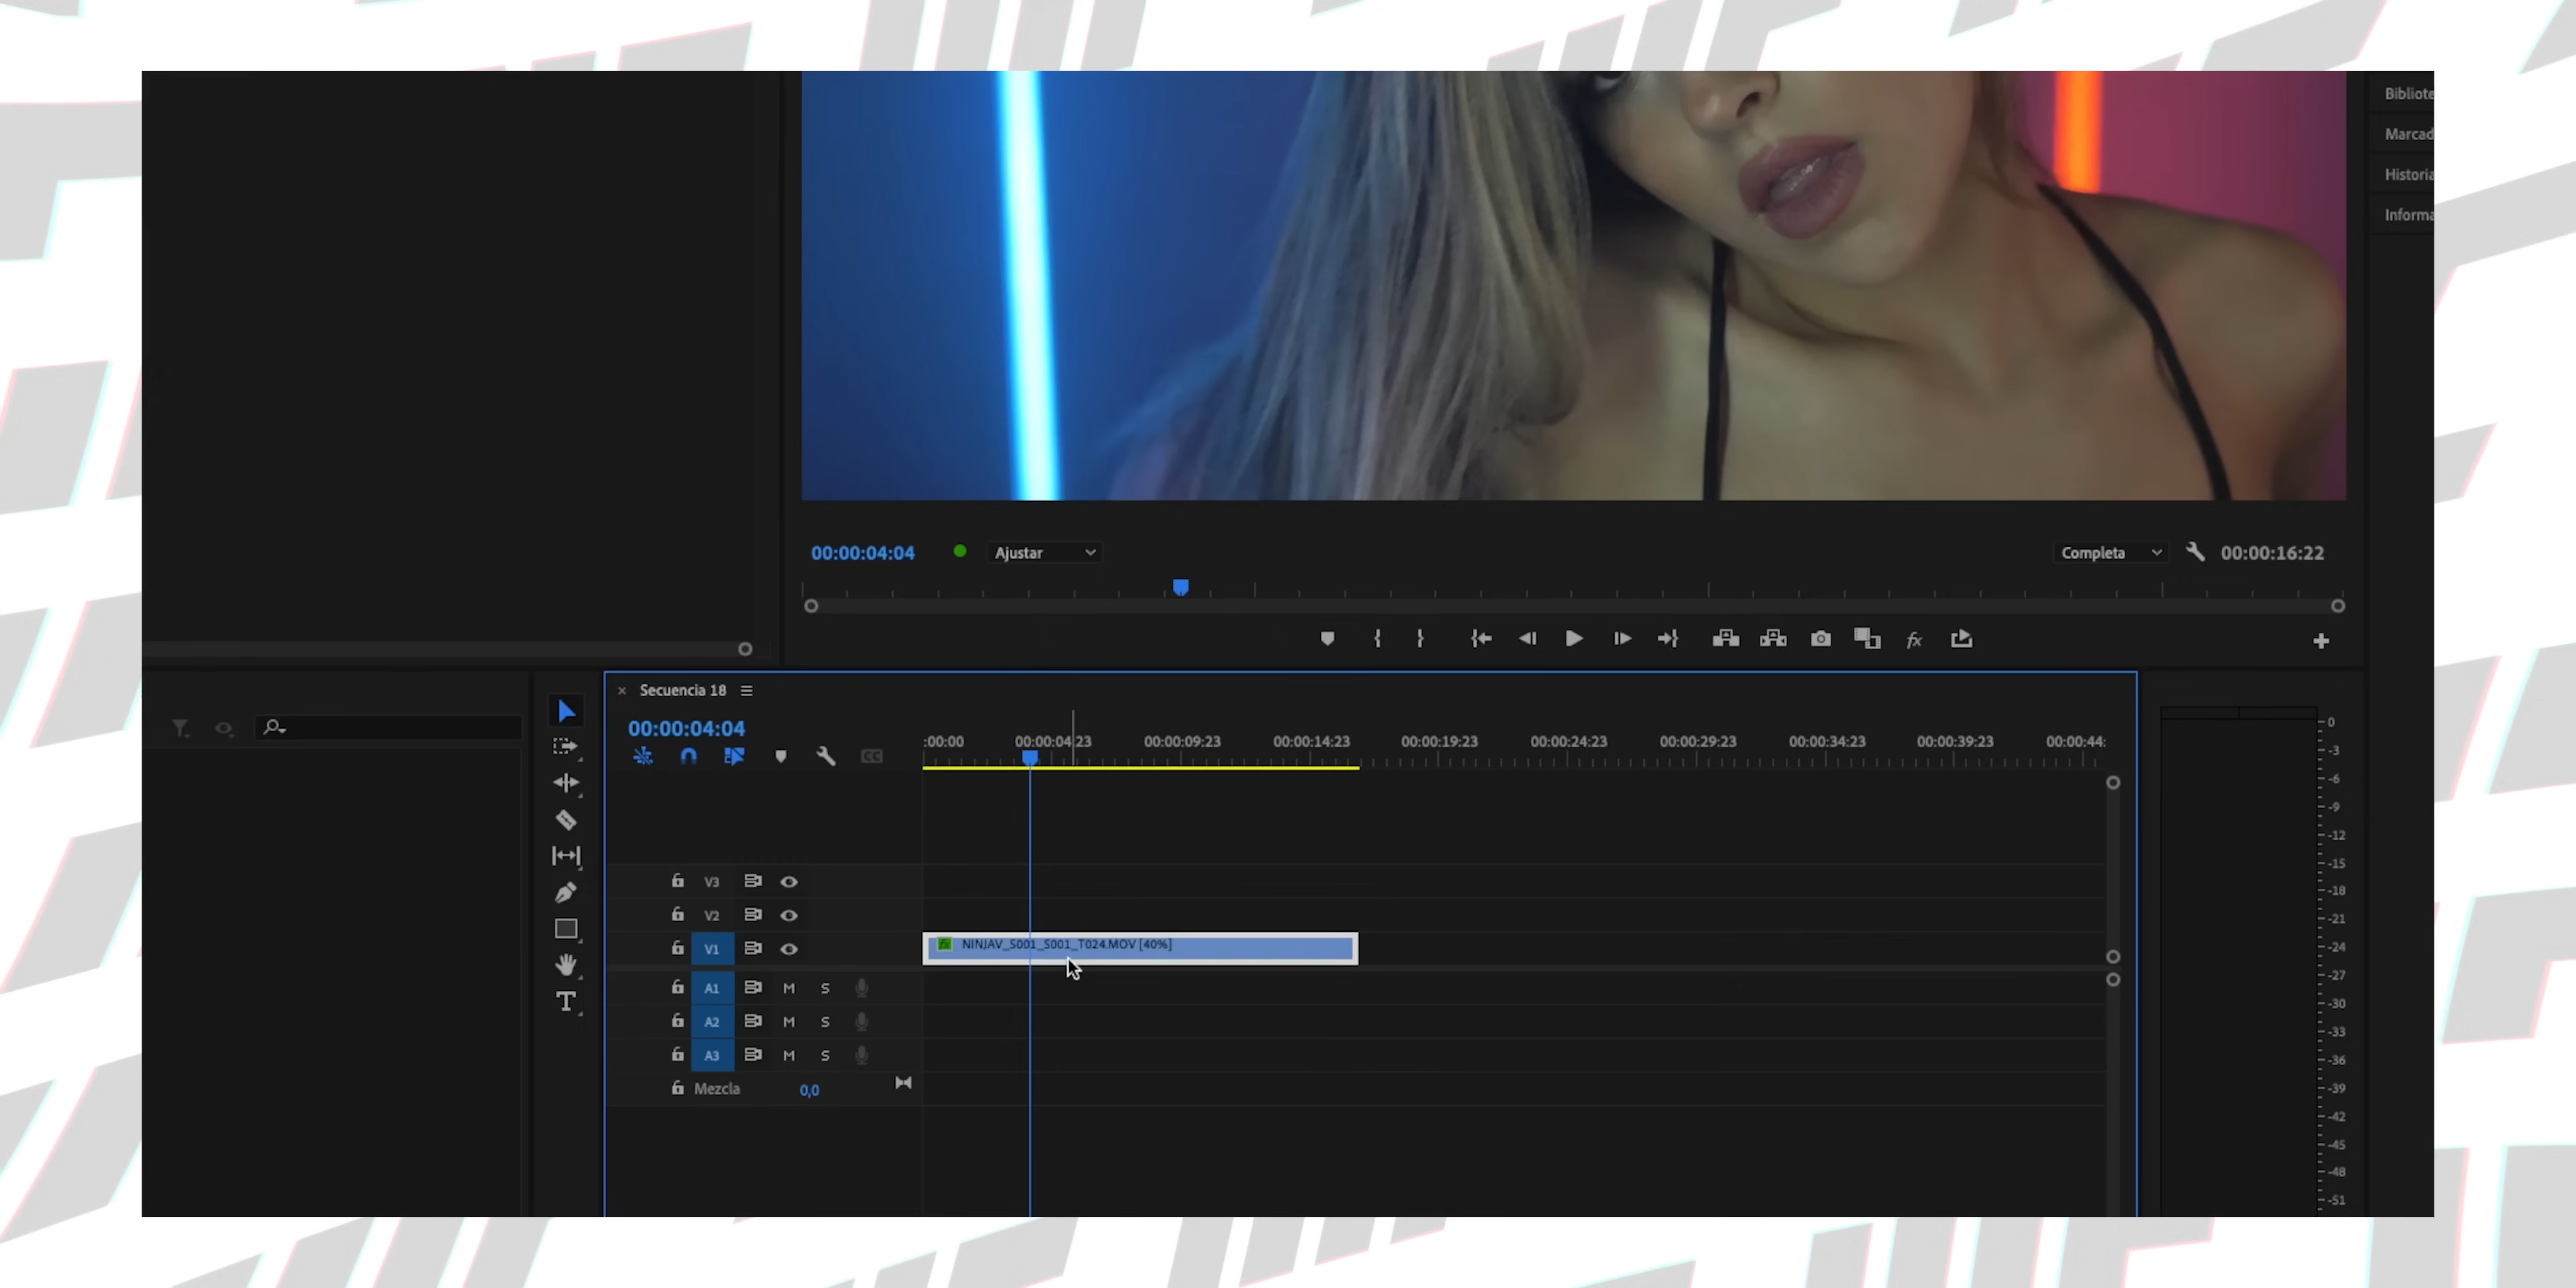 Bibliote
Marcad
Historia
Informa
00:00:04:04
Ajustar
Completa
00:00:16:22
fx
Secuencia 18
00:00:04:04
:00:00
00:00:04:23
00:00:09:23
00:00:14:23
00:00:19:23
00:00:24:23
00:00:29:23
00:00:34:23
00:00:39:23
00:00:44:
CC
V3
V2
V1
fx NINJAV_S001_S001_T024.MOV [40%]
A1 M S
A2 M S
A3 M S
Mezcla 0,0
T
0
-3
-6
-9
-12
-15
-18
-21
-24
-27
-30
-33
-36
-39
-42
-45
-48
-51